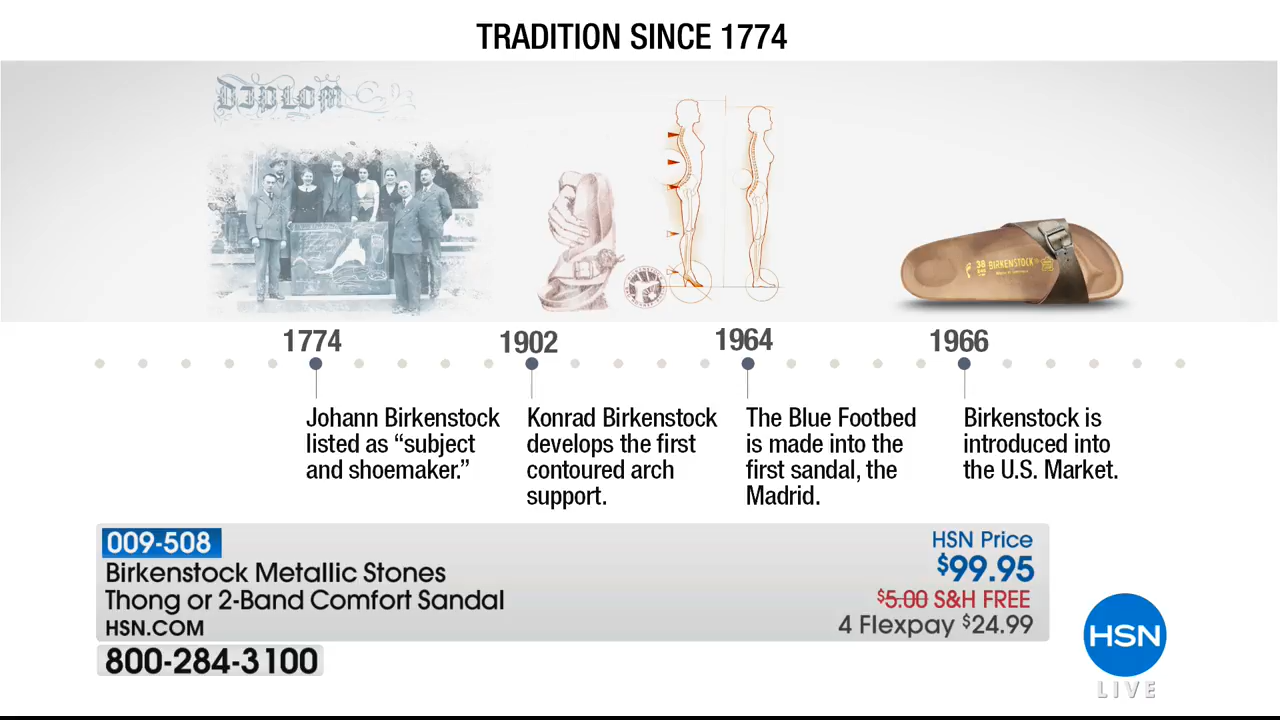 TRADITION SINCE 1774
Diplom
38
BIRKENSTOCK
1774
1902
1964
1966
Johann Birkenstock
listed as “subject
and shoemaker.”
Konrad Birkenstock
develops the first
contoured arch
support.
The Blue Footbed
is made into the
first sandal, the
Madrid.
Birkenstock is
introduced into
the U.S. Market.
009-508
Birkenstock Metallic Stones
Thong or 2-Band Comfort Sandal
HSN.COM
800-284-3100
HSN Price
$99.95
$5.00 S&H FREE
4 Flexpay $24.99
HSN
LIVE